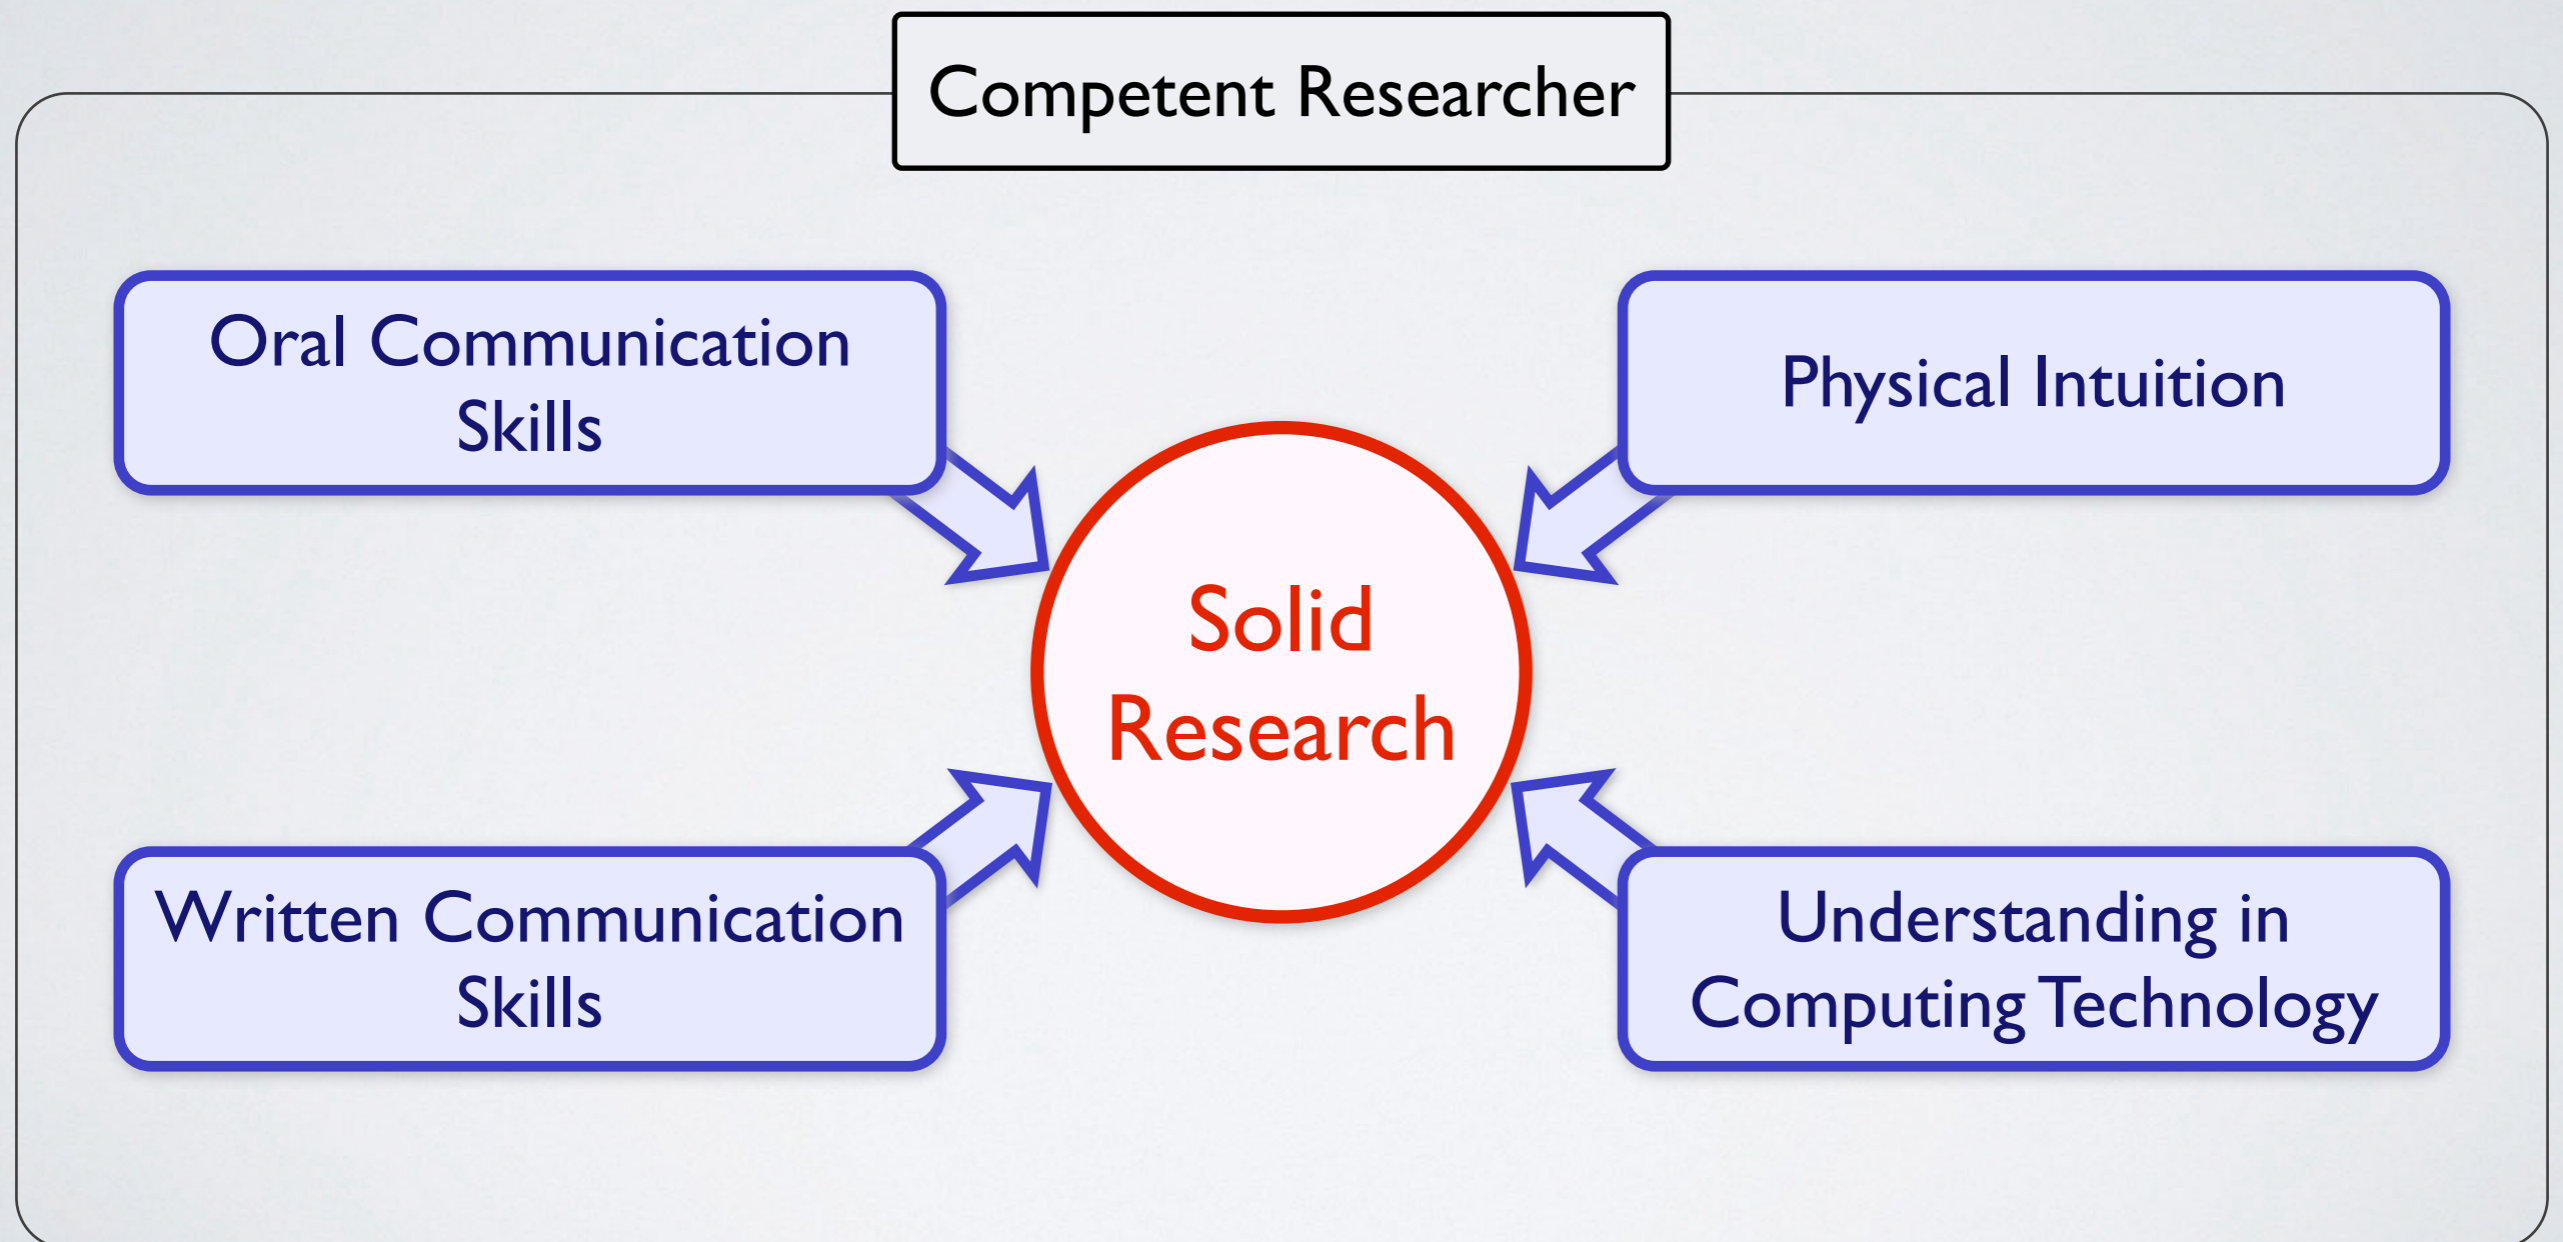 Competent Researcher
Oral Communication
Skills
Physical Intuition
Solid
Research
Written Communication
Skills
Understanding in
Computing Technology